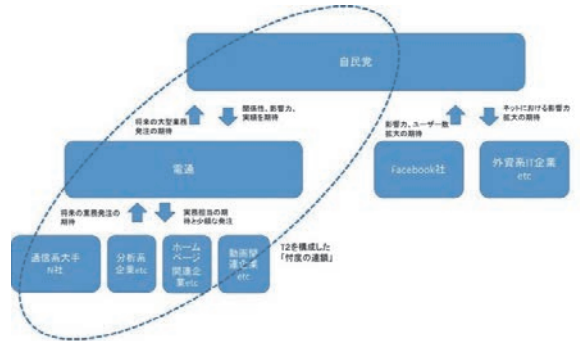 自民党
将来の大型業務
発注の期待
関係性、影響力、
実績を期待
影響力、ユーザー数
拡大の期待
ネットにおける影響力
拡大の期待
電通
Facebook社
外資系IT企業
etc
将来の業務発注の
期待
実務担当の期
待と少額な発注
通信系大手
N社
分析系
企業etc
ホーム
ページ
関連企
業etc
動画関
連企業
etc
T2を構成した
「忖度の連鎖」